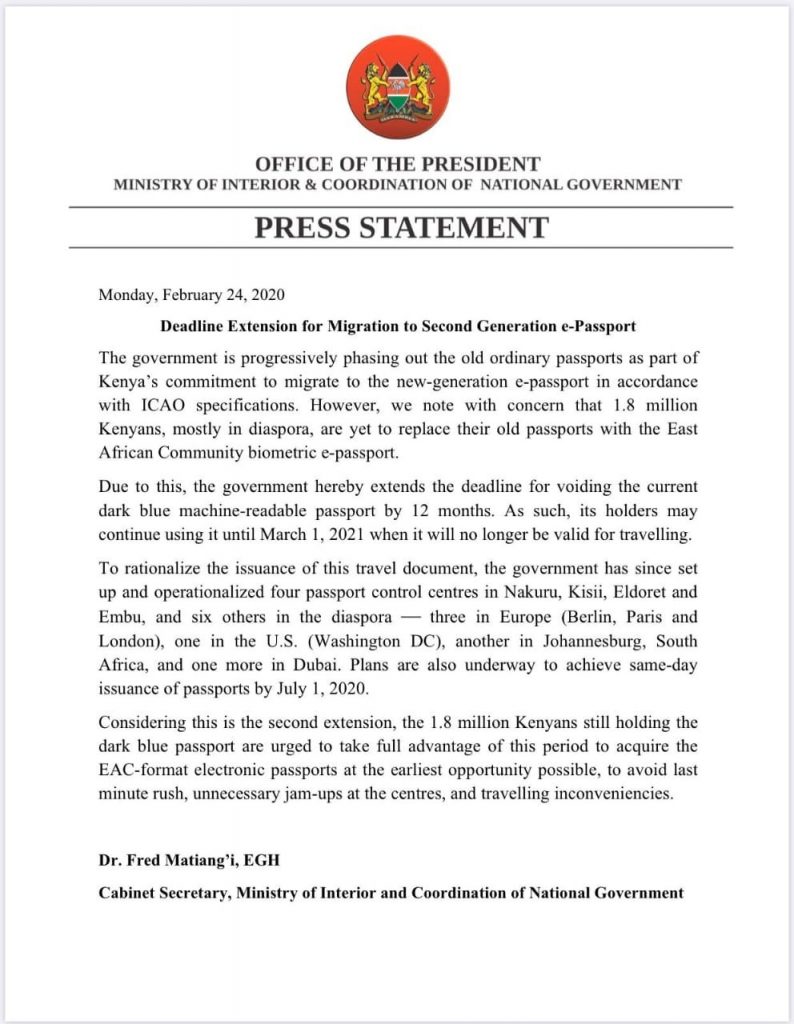 OFFICE OF THE PRESIDENT
MINISTRY OF INTERIOR & COORDINATION OF NATIONAL GOVERNMENT
PRESS STATEMENT
Monday, February 24, 2020
Deadline Extension for Migration to Second Generation e-Passport
The government is progressively phasing out the old ordinary passports as part of
Kenya’s commitment to migrate to the new-generation e-passport in accordance
with ICAO specifications. However, we note with concern that 1.8 million
Kenyans, mostly in diaspora, are yet to replace their old passports with the East
African Community biometric e-passport.
Due to this, the government hereby extends the deadline for voiding the current
dark blue machine-readable passport by 12 months. As such, its holders may
continue using it until March 1, 2021 when it will no longer be valid for travelling.
To rationalize the issuance of this travel document, the government has since set
up and operationalized four passport control centres in Nakuru, Kisii, Eldoret and
Embu, and six others in the diaspora — three in Europe (Berlin, Paris and
London), one in the U.S. (Washington DC), another in Johannesburg, South
Africa, and one more in Dubai. Plans are also underway to achieve same-day
issuance of passports by July 1, 2020.
Considering this is the second extension, the 1.8 million Kenyans still holding the
dark blue passport are urged to take full advantage of this period to acquire the
EAC-format electronic passports at the earliest opportunity possible, to avoid last
minute rush, unnecessary jam-ups at the centres, and travelling inconveniencies.
Dr. Fred Matiang’i, EGH
Cabinet Secretary, Ministry of Interior and Coordination of National Government